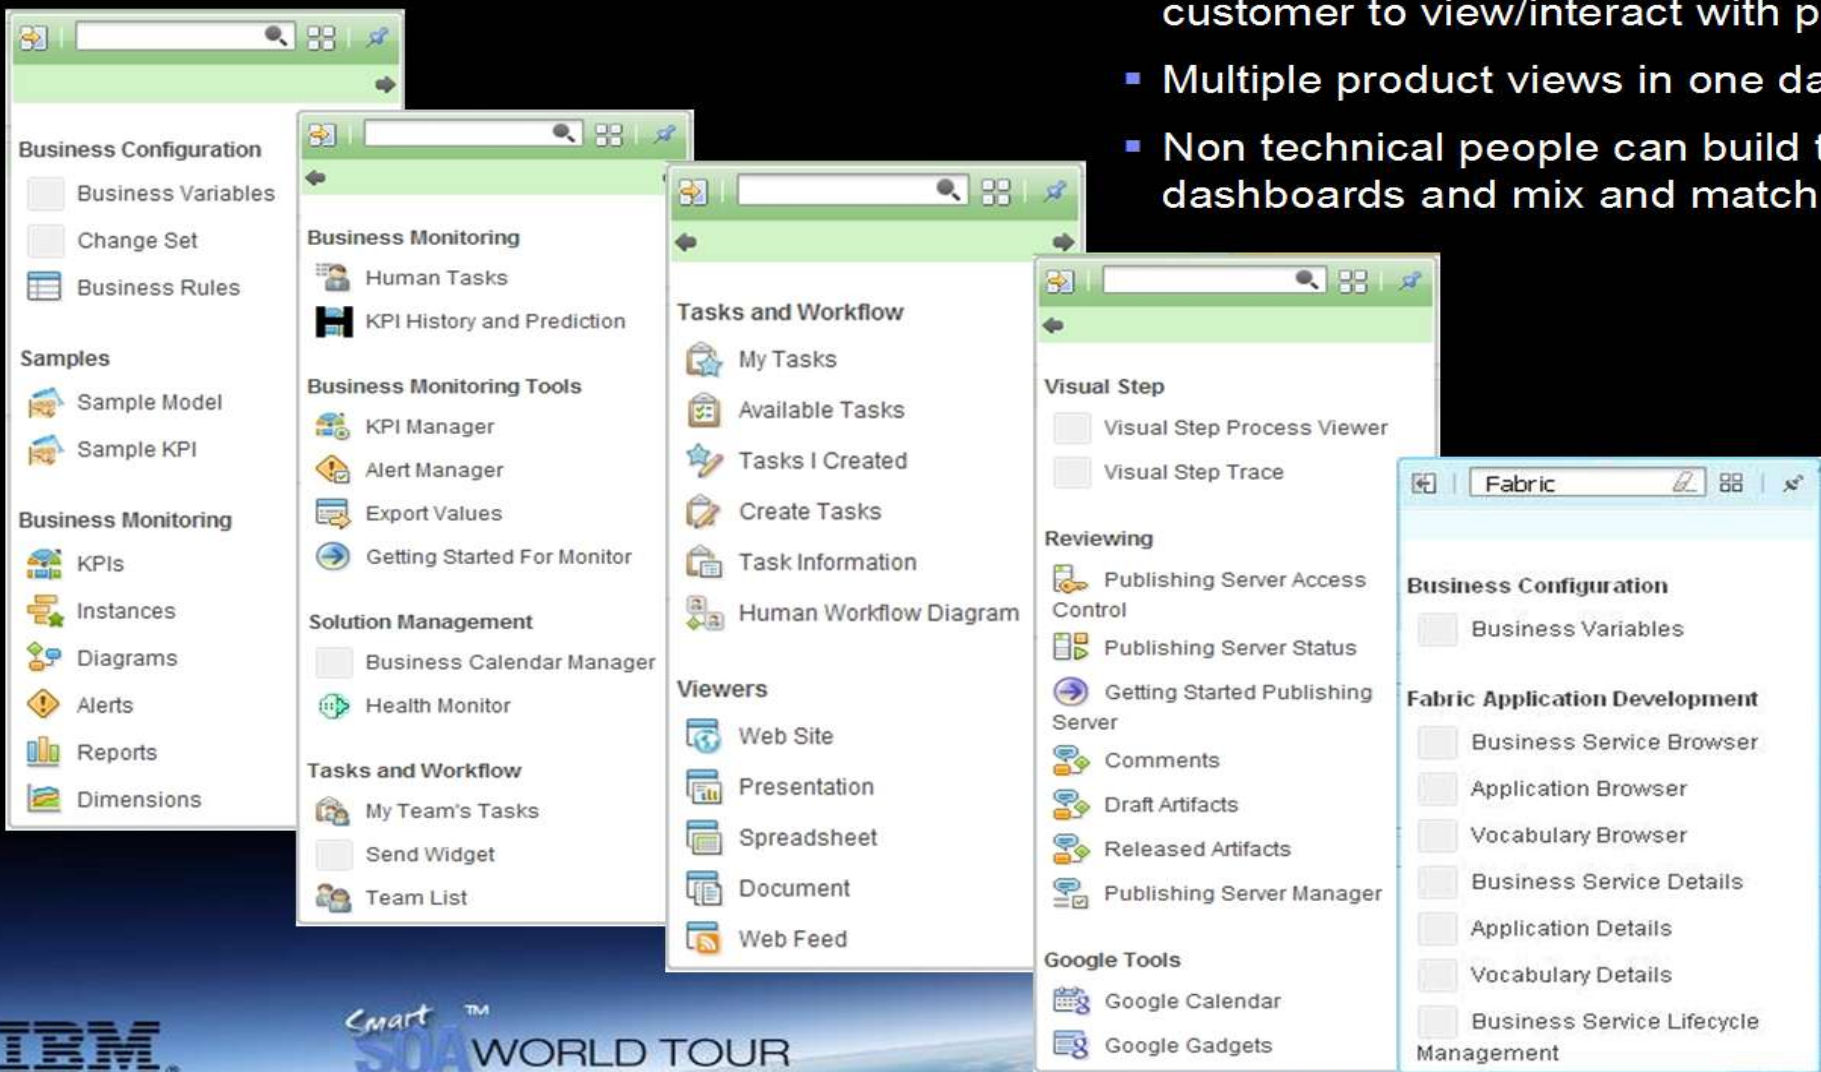 customer to view/interact with p
Multiple product views in one da
Non technical people can build t
dashboards and mix and match
Business Configuration
Business Variables
Change Set
Business Rules
Samples
Sample Model
Sample KPI
Business Monitoring
KPIs
Instances
Diagrams
Alerts
Reports
Dimensions
Business Monitoring
Human Tasks
KPI History and Prediction
Business Monitoring Tools
KPI Manager
Alert Manager
Export Values
Getting Started For Monitor
Solution Management
Business Calendar Manager
Health Monitor
Tasks and Workflow
My Team's Tasks
Send Widget
Team List
Tasks and Workflow
My Tasks
Available Tasks
Tasks I Created
Create Tasks
Task Information
Human Workflow Diagram
Viewers
Web Site
Presentation
Spreadsheet
Document
Web Feed
Visual Step
Visual Step Process Viewer
Visual Step Trace
Reviewing
Publishing Server Access
Control
Publishing Server Status
Getting Started Publishing
Server
Comments
Draft Artifacts
Released Artifacts
Publishing Server Manager
Google Tools
Google Calendar
Google Gadgets
Fabric
Business Configuration
Business Variables
Fabric Application Development
Business Service Browser
Application Browser
Vocabulary Browser
Business Service Details
Application Details
Vocabulary Details
Business Service Lifecycle
Management
IBM®
Smart TM
SOA WORLD TOUR